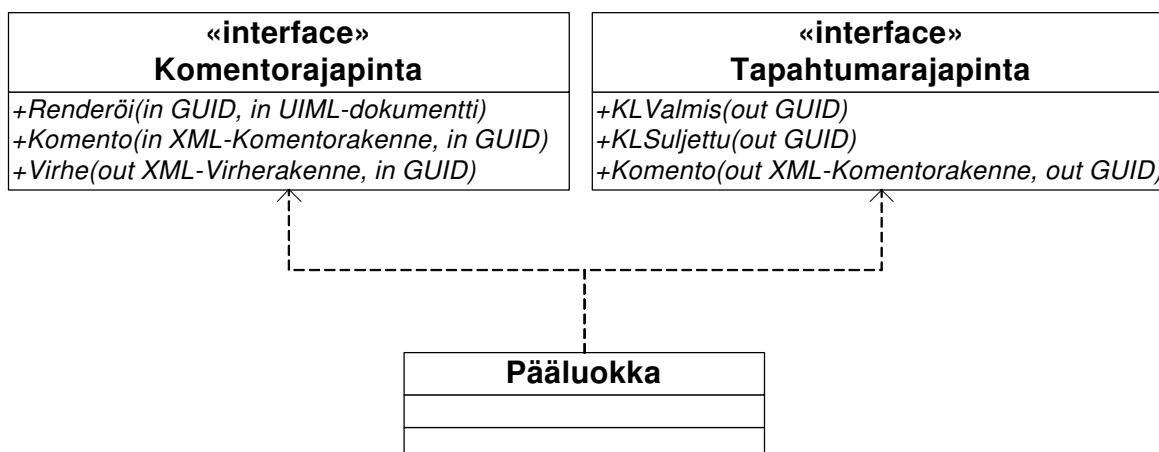 «interface»
Komentorajapinta
+Renderöi(in GUID, in UIML-dokumentti)
+Komento(in XML-Komentorakenne, in GUID)
+Virhe(out XML-Virherakenne, in GUID)
«interface»
Tapahtumarajapinta
+KLValmis(out GUID)
+KLSuljettu(out GUID)
+Komento(out XML-Komentorakenne, out GUID)
Pääluokka